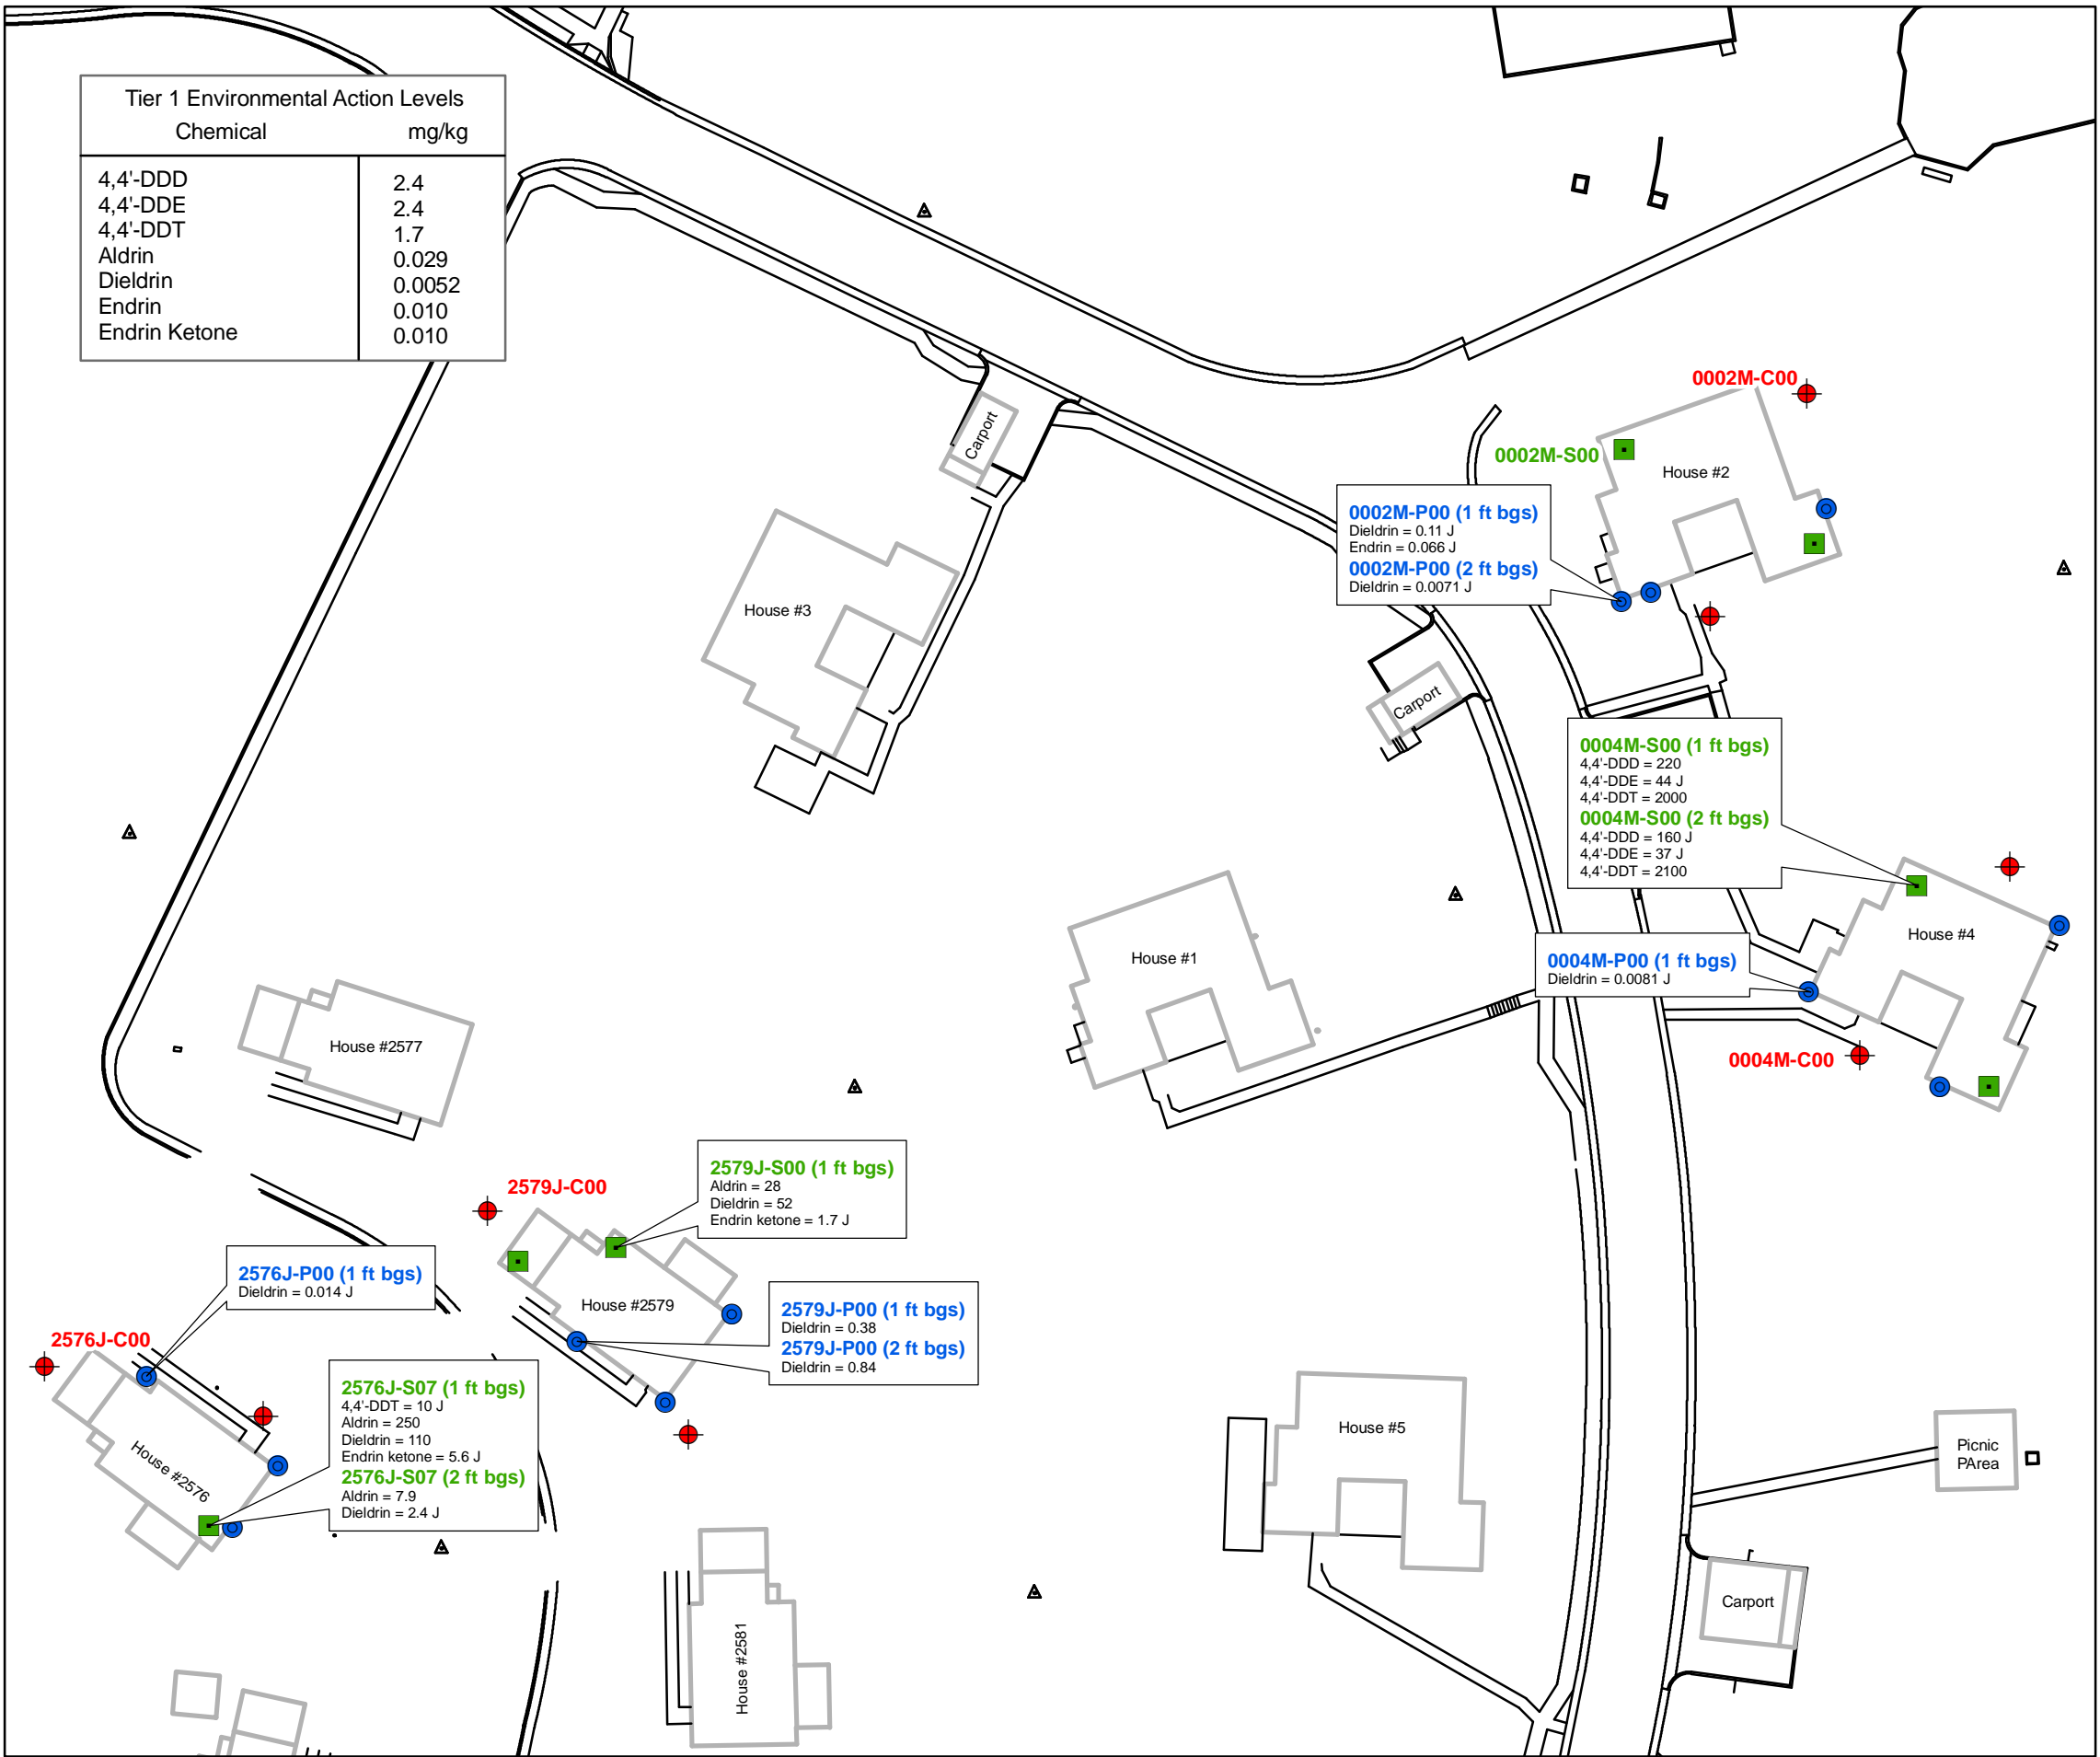 Tier 1 Environmental Action Levels
Chemical mg/kg
4,4'-DDD 2.4
4,4'-DDE 2.4
4,4'-DDT 1.7
Aldrin 0.029
Dieldrin 0.0052
Endrin 0.010
Endrin Ketone 0.010
0002M-C00
0002M-S00
House #2
Carport
0002M-P00 (1 ft bgs)
Dieldrin = 0.11 J
Endrin = 0.066 J
0002M-P00 (2 ft bgs)
Dieldrin = 0.0071 J
House #3
Carport
0004M-S00 (1 ft bgs)
4,4'-DDD = 220
4,4'-DDE = 44 J
4,4'-DDT = 2000
0004M-S00 (2 ft bgs)
4,4'-DDD = 160 J
4,4'-DDE = 37 J
4,4'-DDT = 2100
House #4
House #1
0004M-P00 (1 ft bgs)
Dieldrin = 0.0081 J
0004M-C00
House #2577
2579J-S00 (1 ft bgs)
Aldrin = 28
Dieldrin = 52
Endrin ketone = 1.7 J
2579J-C00
2576J-P00 (1 ft bgs)
Dieldrin = 0.014 J
House #2579
2579J-P00 (1 ft bgs)
Dieldrin = 0.38
2579J-P00 (2 ft bgs)
Dieldrin = 0.84
2576J-C00
2576J-S07 (1 ft bgs)
4,4'-DDT = 10 J
Aldrin = 250
Dieldrin = 110
Endrin ketone = 5.6 J
2576J-S07 (2 ft bgs)
Aldrin = 7.9
Dieldrin = 2.4 J
House #2576
House #5
Picnic
PArea
Carport
House #2581